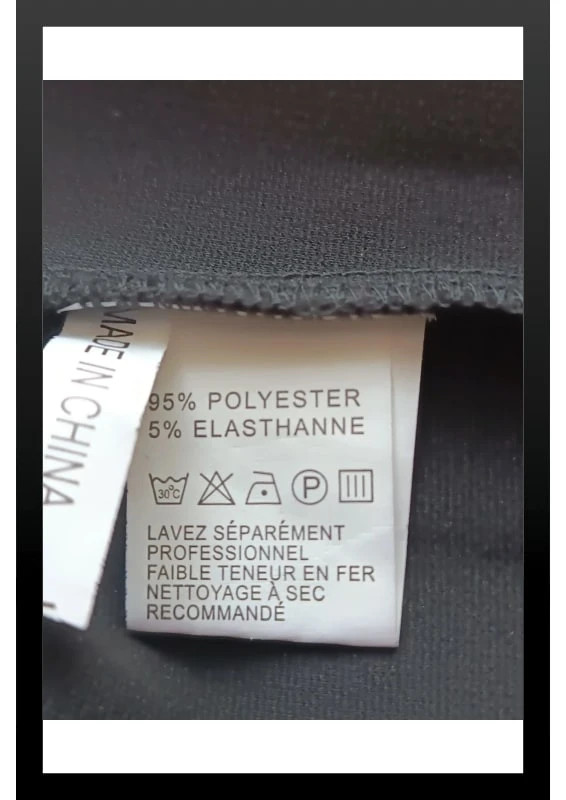 MADE IN CHINA
95% POLYESTER
5% ELASTHANNE
30°C P
LAVEZ SÉPARÉMENT
PROFESSIONNEL
FAIBLE TENEUR EN FER
NETTOYAGE À SEC
RECOMMANDÉ